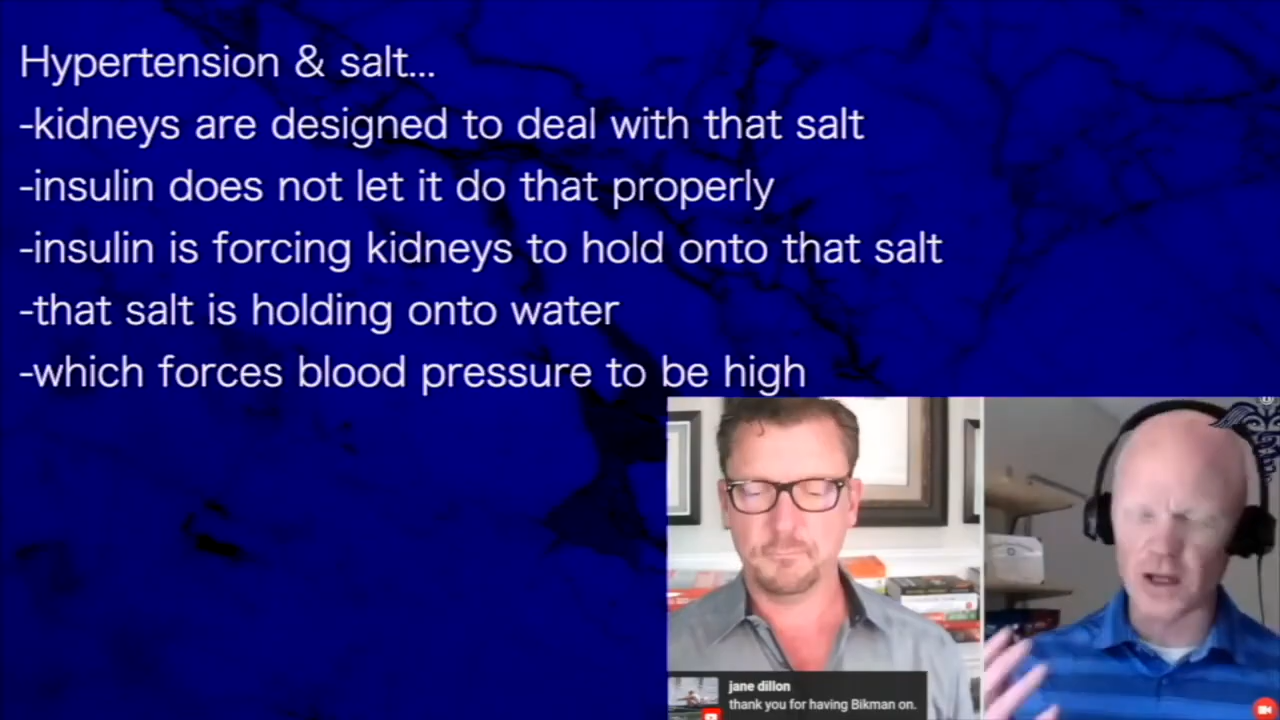 Hypertension & salt...
-kidneys are designed to deal with that salt
-insulin does not let it do that properly
-insulin is forcing kidneys to hold onto that salt
-that salt is holding onto water
-which forces blood pressure to be high
jane dillon
thank you for having Bikman on.